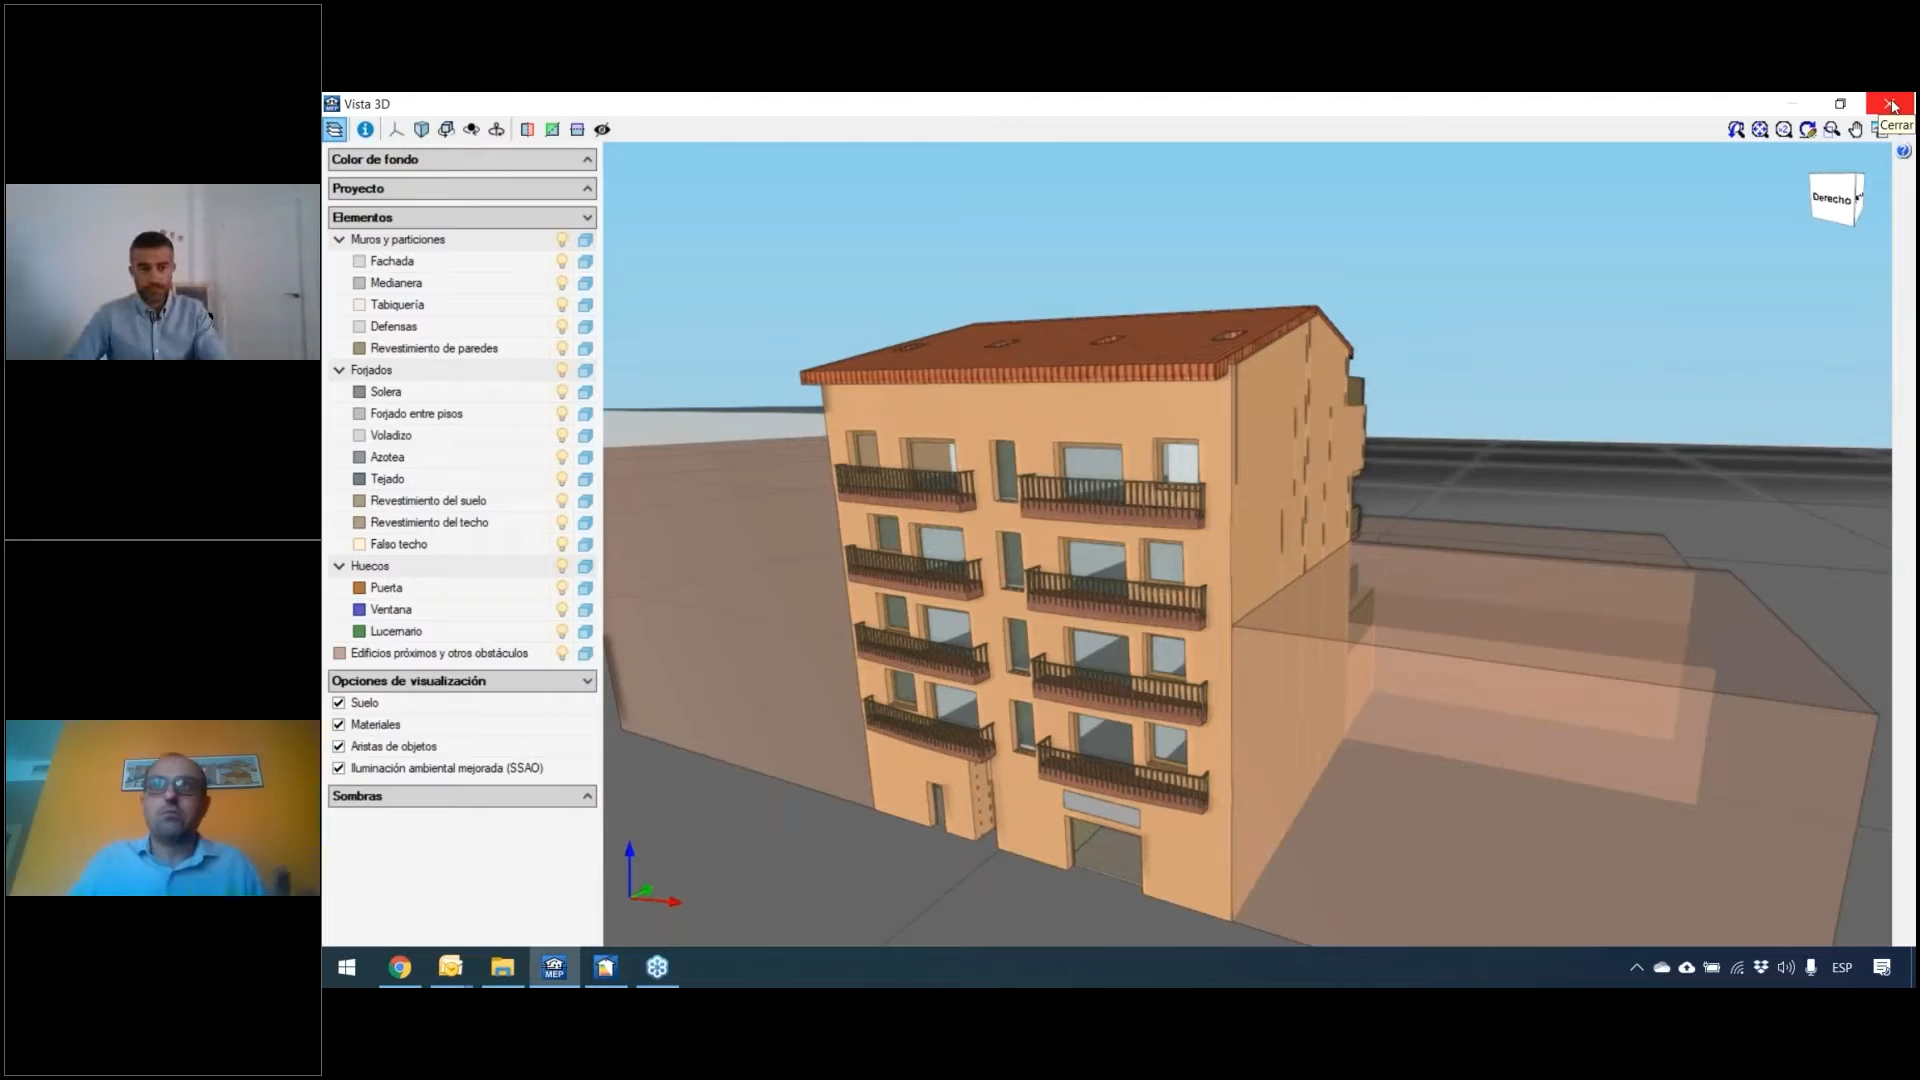 Vista 3D
Cerrar
Color de fondo
Proyecto
Elementos
Muros y particiones
Fachada
Medianera
Tabiquería
Defensas
Revestimiento de paredes
Forjados
Solera
Forjado entre pisos
Voladizo
Azotea
Tejado
Revestimiento del suelo
Revestimiento del techo
Falso techo
Huecos
Puerta
Ventana
Lucernario
Edificios próximos y otros obstáculos
Opciones de visualización
Suelo
Materiales
Aristas de objetos
Iluminación ambiental mejorada (SSAO)
Sombras
Derecho
MEP
ESP